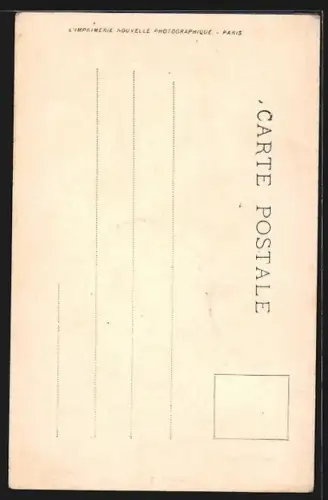 L'IMPRIMERIE NOUVELLE PHOTOGRAPHIQUE. - PARIS
CARTE POSTALE